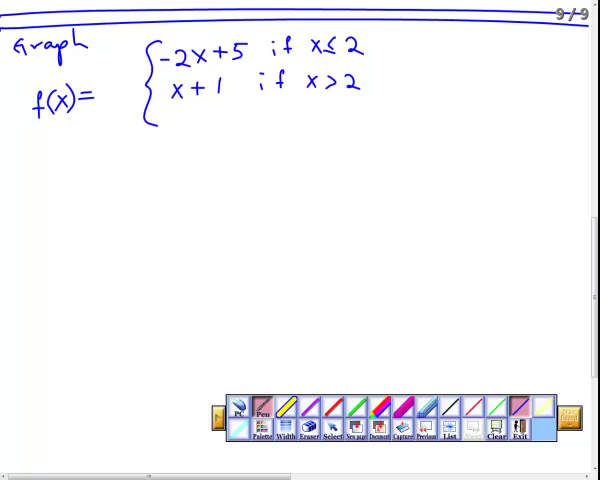 9 / 9
Graph
-2x+5 if x≤2
f(x)= { x+1 if x>2
PC Pen
Palette Width Eraser Select New page Document Capture Previous List Next Clear Exit